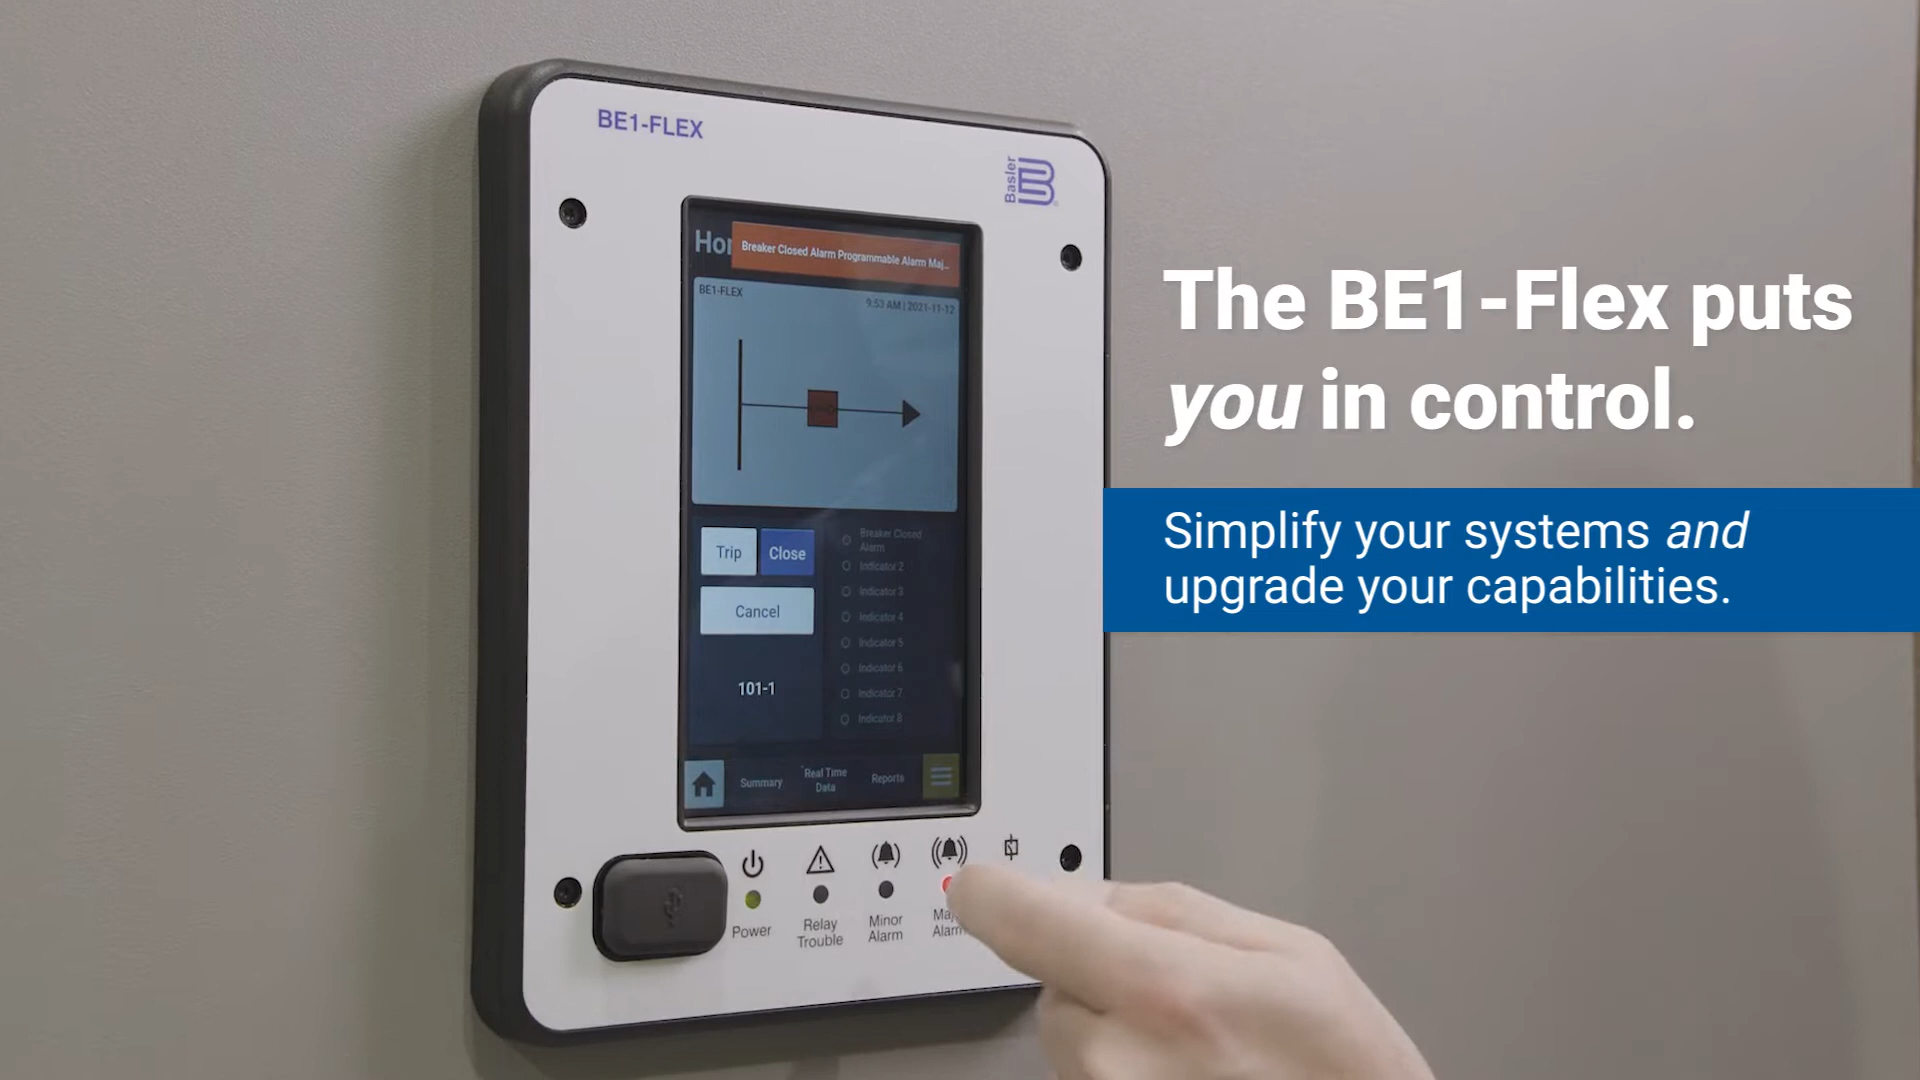 BE1-FLEX
Basler
Breaker Closed Alarm Programmable Alarm Maj...
BE1-FLEX
9:53 AM | 2021-11-12
Trip
Close
Cancel
101-1
Breaker Closed
Alarm
Indicator 2
Indicator 3
Indicator 4
Indicator 5
Indicator 6
Indicator 7
Indicator 8
Summary
Real Time
Data
Reports
Power
Relay
Trouble
Minor
Alarm
Alarm
The BE1-Flex puts
you in control.
Simplify your systems and
upgrade your capabilities.